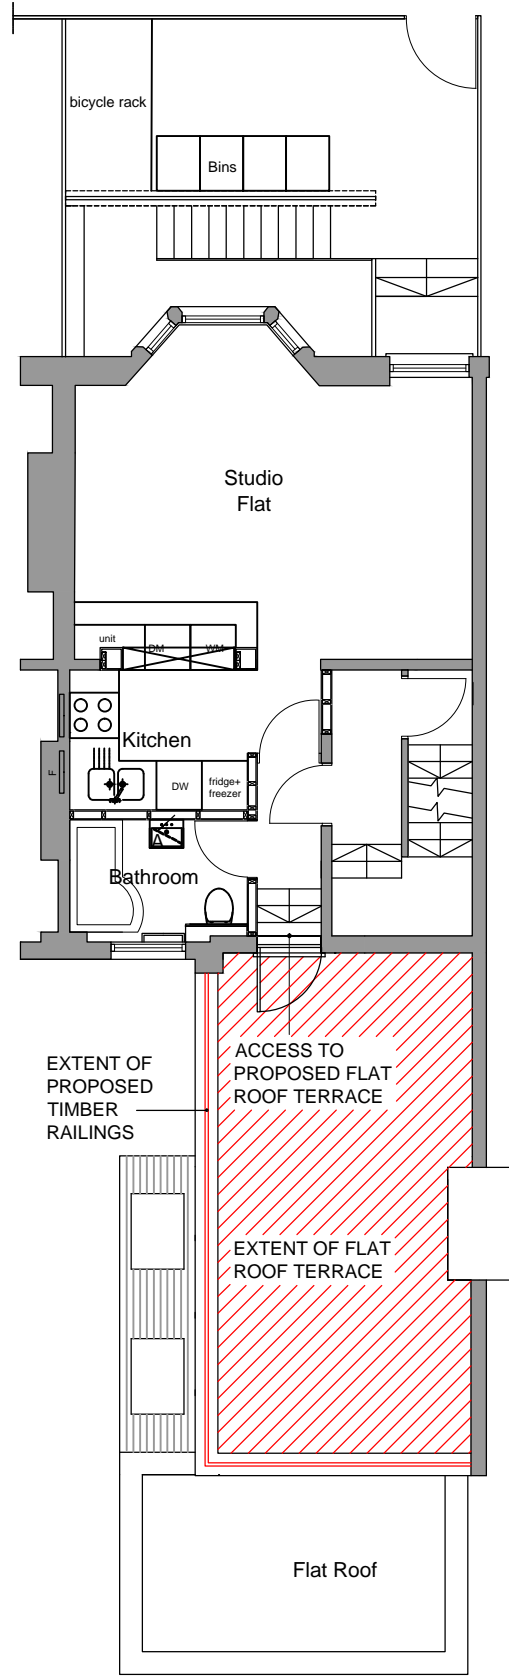 bicycle rack
Bins
Studio
Flat
unit
DM
WM
Kitchen
F
DW
fridge+
freezer
Bathroom
ACCESS TO
PROPOSED FLAT
ROOF TERRACE
EXTENT OF
PROPOSED
TIMBER
RAILINGS
EXTENT OF FLAT
ROOF TERRACE
Flat Roof